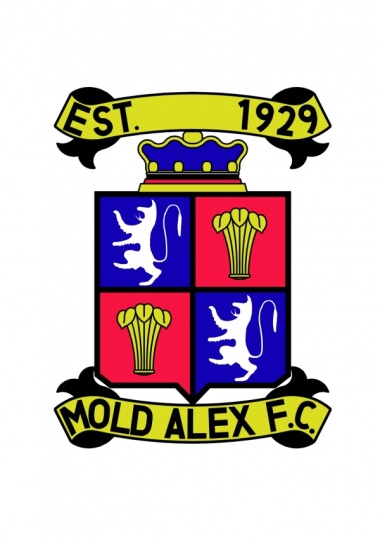 EST. 1929
MOLD ALEX F.C.